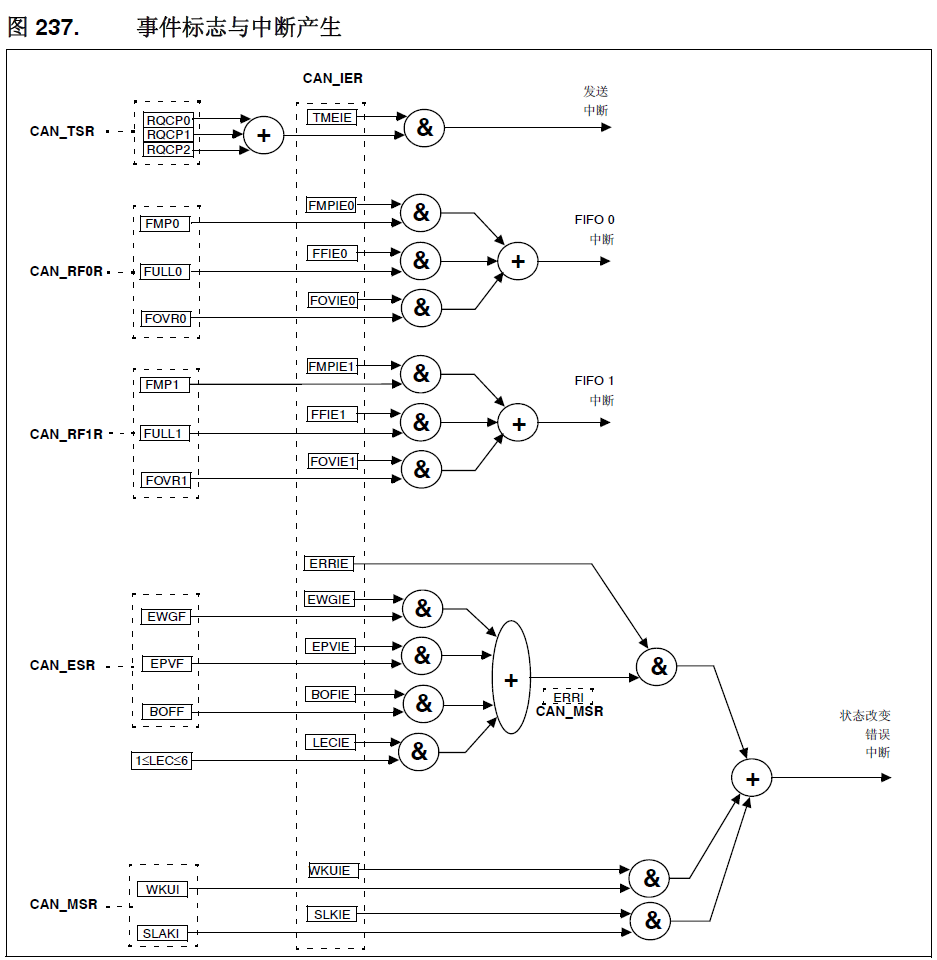 图 237. 事件标志与中断产生
CAN_IER
发送
中断
CAN_TSR
RQCP0
RQCP1
RQCP2
+
TMEIE
&
FMPIE0
&
FMP0
FIFO 0
中断
FFIE0
&
+
CAN_RF0R
FULL0
FOVIE0
&
FOVR0
FMPIE1
&
FMP1
FIFO 1
中断
FFIE1
&
+
CAN_RF1R
FULL1
FOVIE1
&
FOVR1
ERRIE
EWGIE
&
EWGF
EPVIE
&
CAN_ESR
EPVF
&
+
BOFIE
&
ERRI
CAN_MSR
BOFF
状态改变
错误
中断
LECIE
&
1≤LEC≤6
+
WKUIE
&
WKUI
CAN_MSR
SLKIE
&
SLAKI